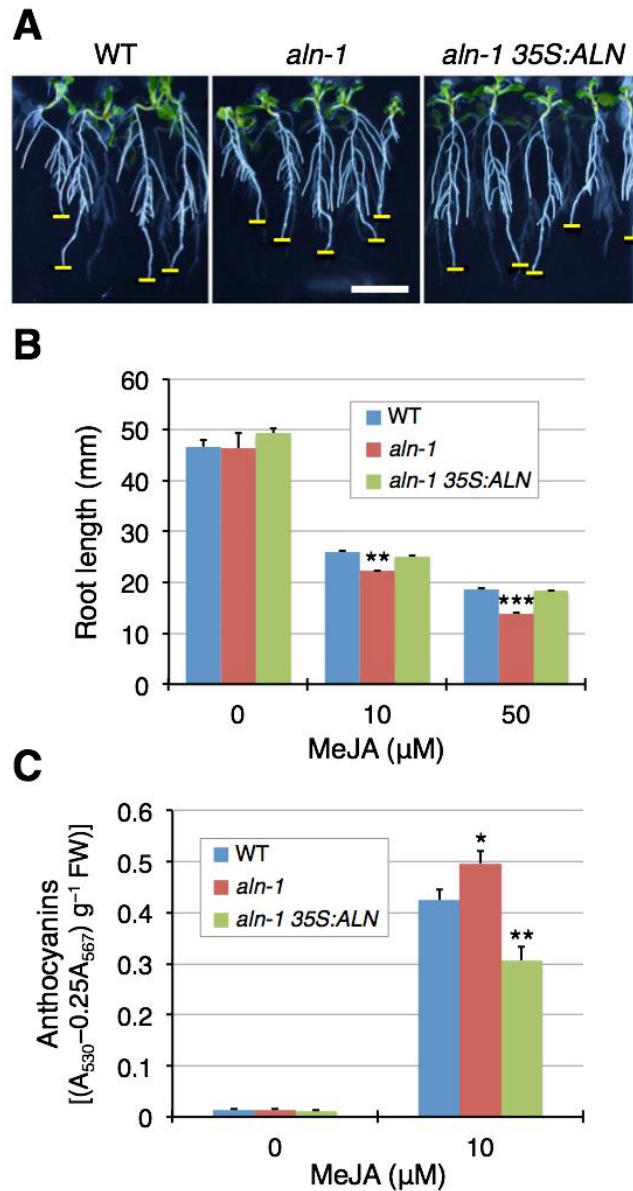 A
WT aln-1 aln-1 35S:ALN
B
60
50
40
30
20
10
0
Root length (mm)
WT
aln-1
aln-1 35S:ALN
**
***
0 10 50
MeJA (μM)
C
0.6
0.5
0.4
0.3
0.2
0.1
0
Anthocyanins
[(A₅₃₀–0.25A₅₆₇) g⁻¹ FW)]
WT
aln-1
aln-1 35S:ALN
*
**
0 10
MeJA (μM)